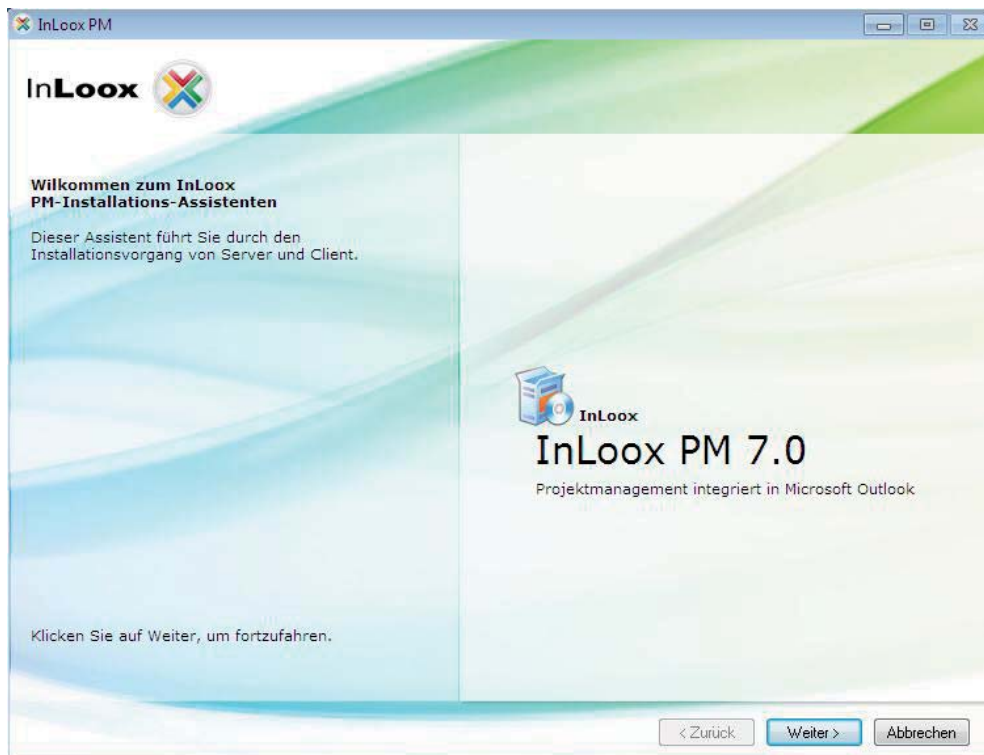 InLoox PM
InLoox
Wilkommen zum InLoox
PM-Installations-Assistenten
Dieser Assistent führt Sie durch den
Installationsvorgang von Server und Client.
InLoox
InLoox PM 7.0
Projektmanagement integriert in Microsoft Outlook
Klicken Sie auf Weiter, um fortzufahren.
< Zurück
Weiter >
Abbrechen